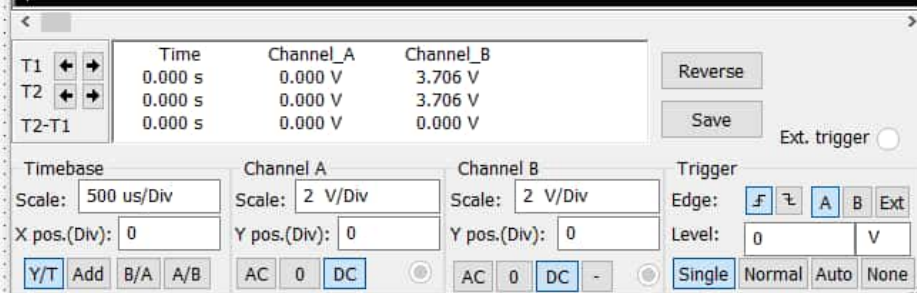 Time Channel_A Channel_B
T1 0.000 s 0.000 V 3.706 V
T2 0.000 s 0.000 V 3.706 V
T2-T1 0.000 s 0.000 V 0.000 V
Reverse
Save
Ext. trigger
Timebase
Scale: 500 us/Div
X pos.(Div): 0
Y/T Add B/A A/B
Channel A
Scale: 2 V/Div
Y pos.(Div): 0
AC 0 DC
Channel B
Scale: 2 V/Div
Y pos.(Div): 0
AC 0 DC -
Trigger
Edge: A B Ext
Level: 0 V
Single Normal Auto None